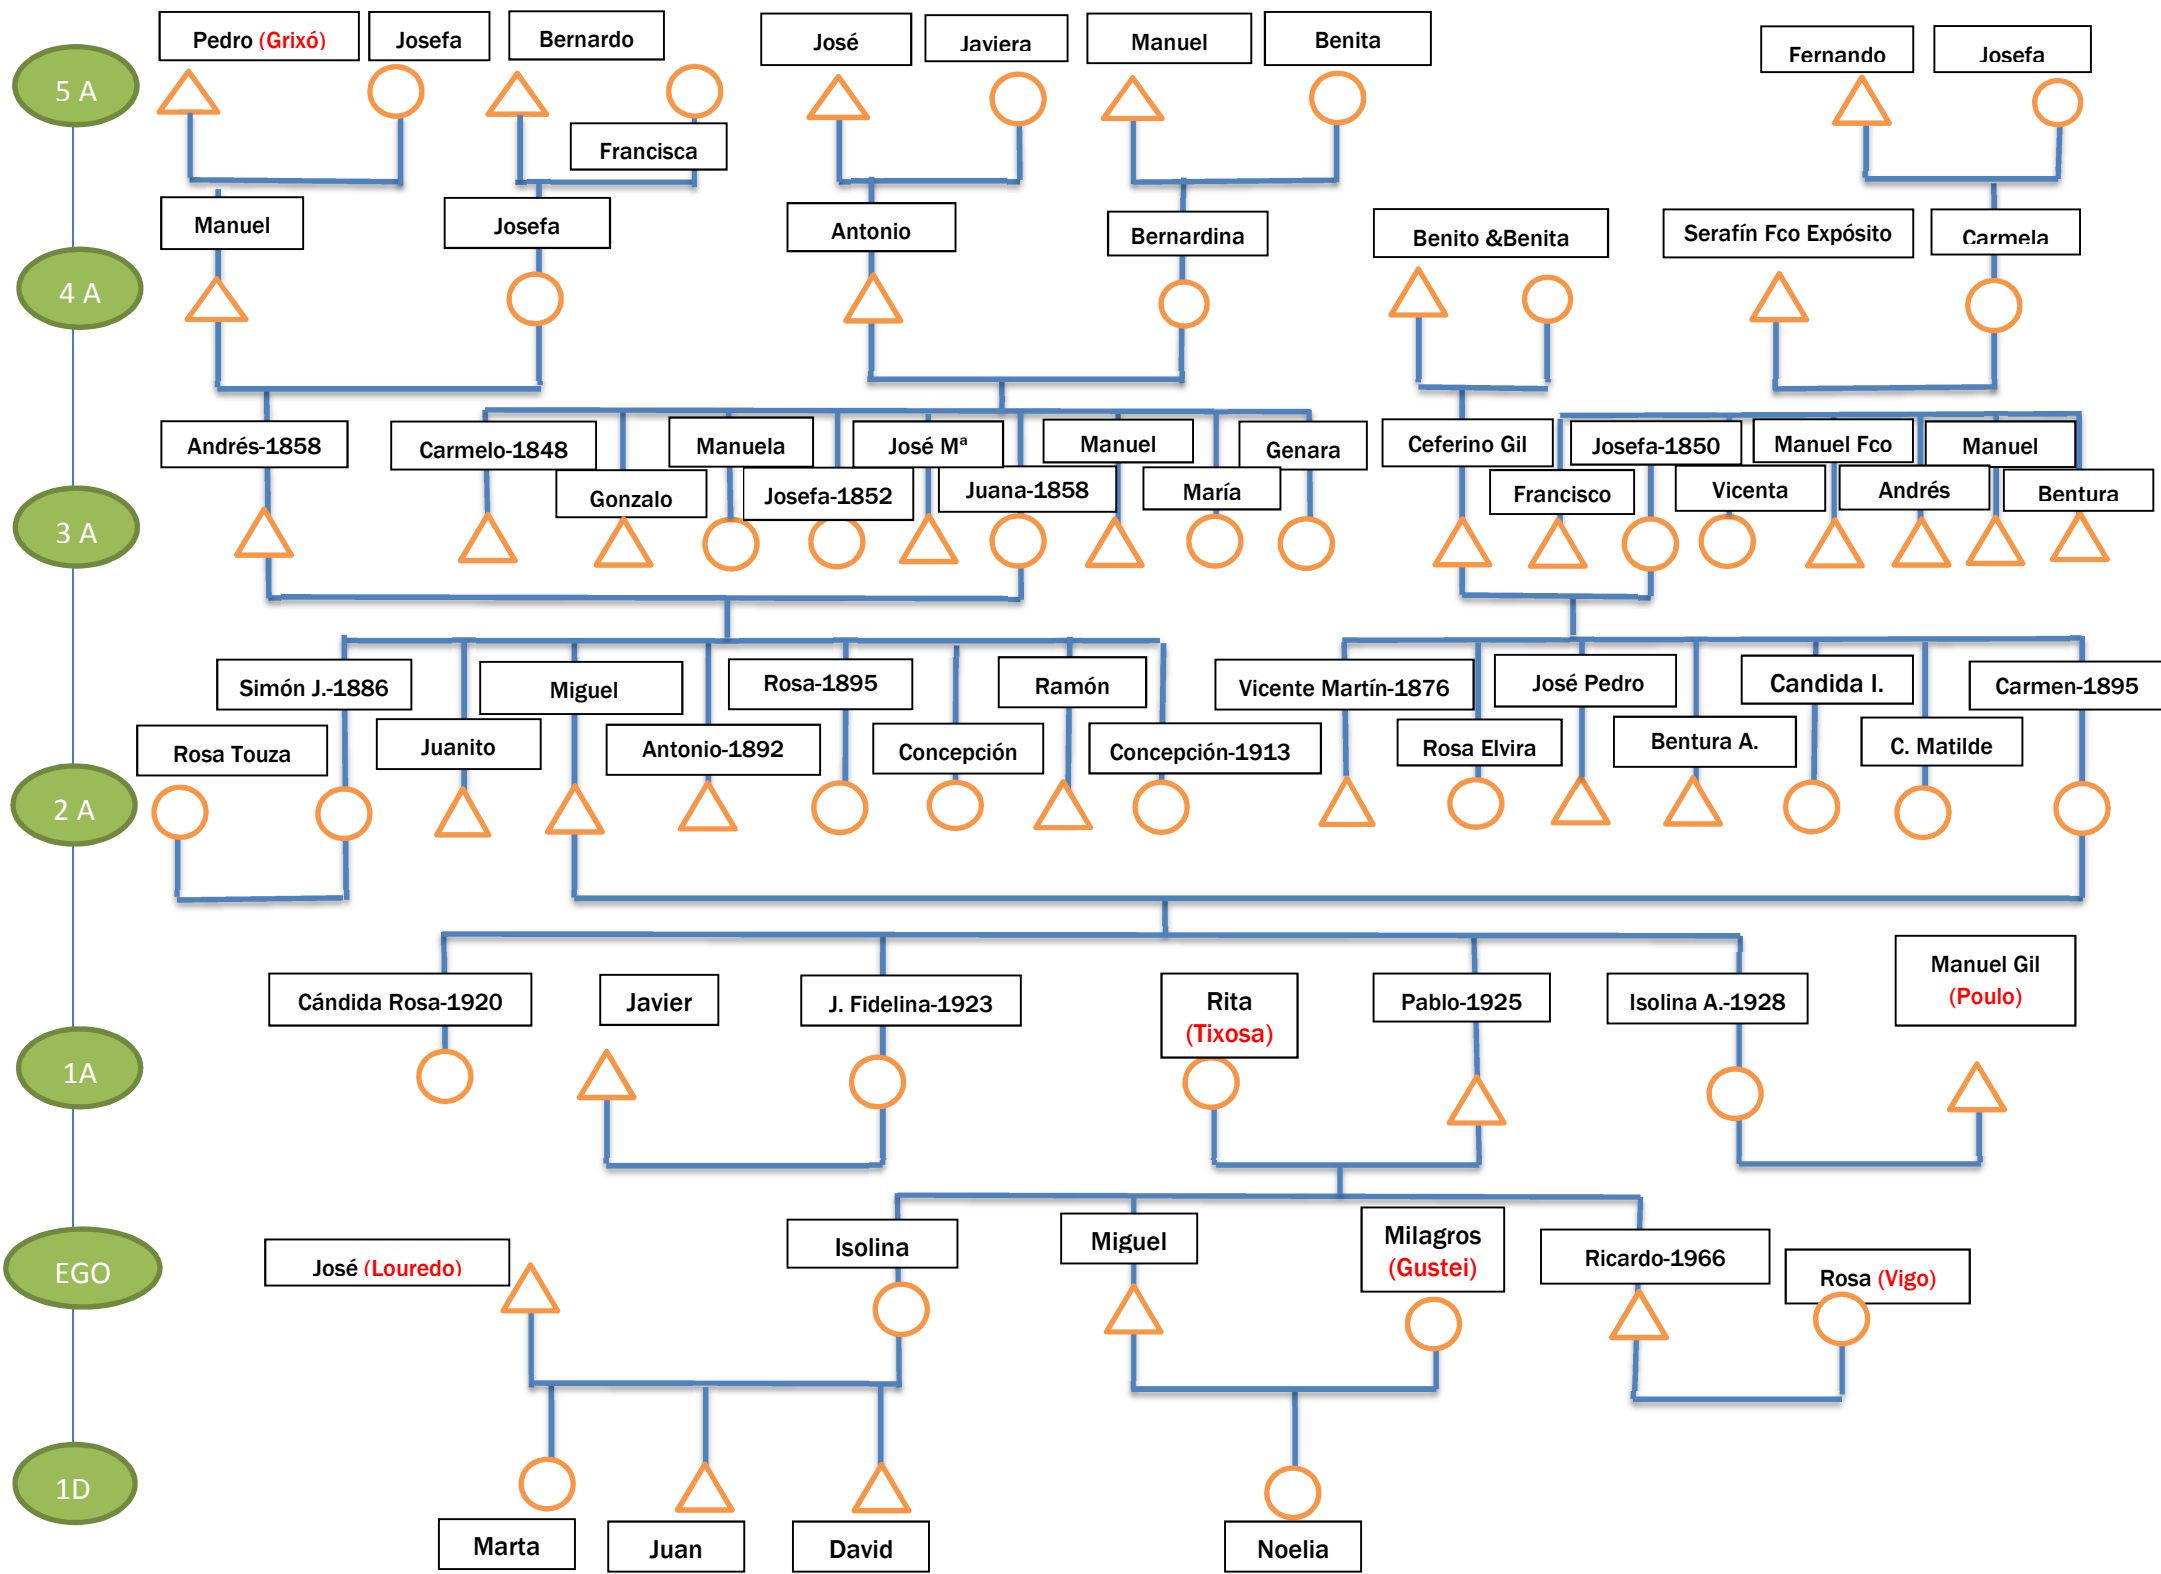 Pedro (Grixó)
Josefa
Bernardo
José
Javiera
Manuel
Benita
Fernando
Josefa
5 A
Francisca
Manuel
Josefa
Antonio
Bernardina
Benito &Benita
Serafín Fco Expósito
Carmela
4 A
Andrés-1858
Carmelo-1848
Manuela
José Mª
Manuel
Genara
Ceferino Gil
Josefa-1850
Manuel Fco
Manuel
Gonzalo
Josefa-1852
Juana-1858
María
Francisco
Vicenta
Andrés
Bentura
3 A
Simón J.-1886
Miguel
Rosa-1895
Ramón
Vicente Martín-1876
José Pedro
Candida I.
Carmen-1895
Rosa Touza
Juanito
Antonio-1892
Concepción
Concepción-1913
Rosa Elvira
Bentura A.
C. Matilde
2 A
Cándida Rosa-1920
Javier
J. Fidelina-1923
Rita
(Tixosa)
Pablo-1925
Isolina A.-1928
Manuel Gil
(Poulo)
1A
José (Louredo)
Isolina
Miguel
Milagros
(Gustei)
Ricardo-1966
Rosa (Vigo)
EGO
1D
Marta
Juan
David
Noelia